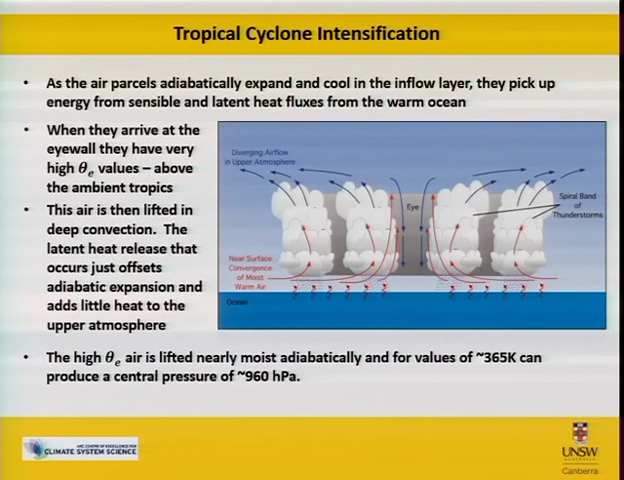 Tropical Cyclone Intensification
• As the air parcels adiabatically expand and cool in the inflow layer, they pick up
energy from sensible and latent heat fluxes from the warm ocean
• When they arrive at the
eyewall they have very
high θe values – above
the ambient tropics
• This air is then lifted in
deep convection. The
latent heat release that
occurs just offsets
adiabatic expansion and
adds little heat to the
upper atmosphere
Diverging Airflow
in Upper Atmosphere
Eye
Spiral Band
of
Thunderstorms
Near Surface
Convergence
of Moist
Warm Air
Ocean
• The high θe air is lifted nearly moist adiabatically and for values of ~365K can
produce a central pressure of ~960 hPa.
ARC CENTRE OF EXCELLENCE FOR
CLIMATE SYSTEM SCIENCE
UNSW
Canberra